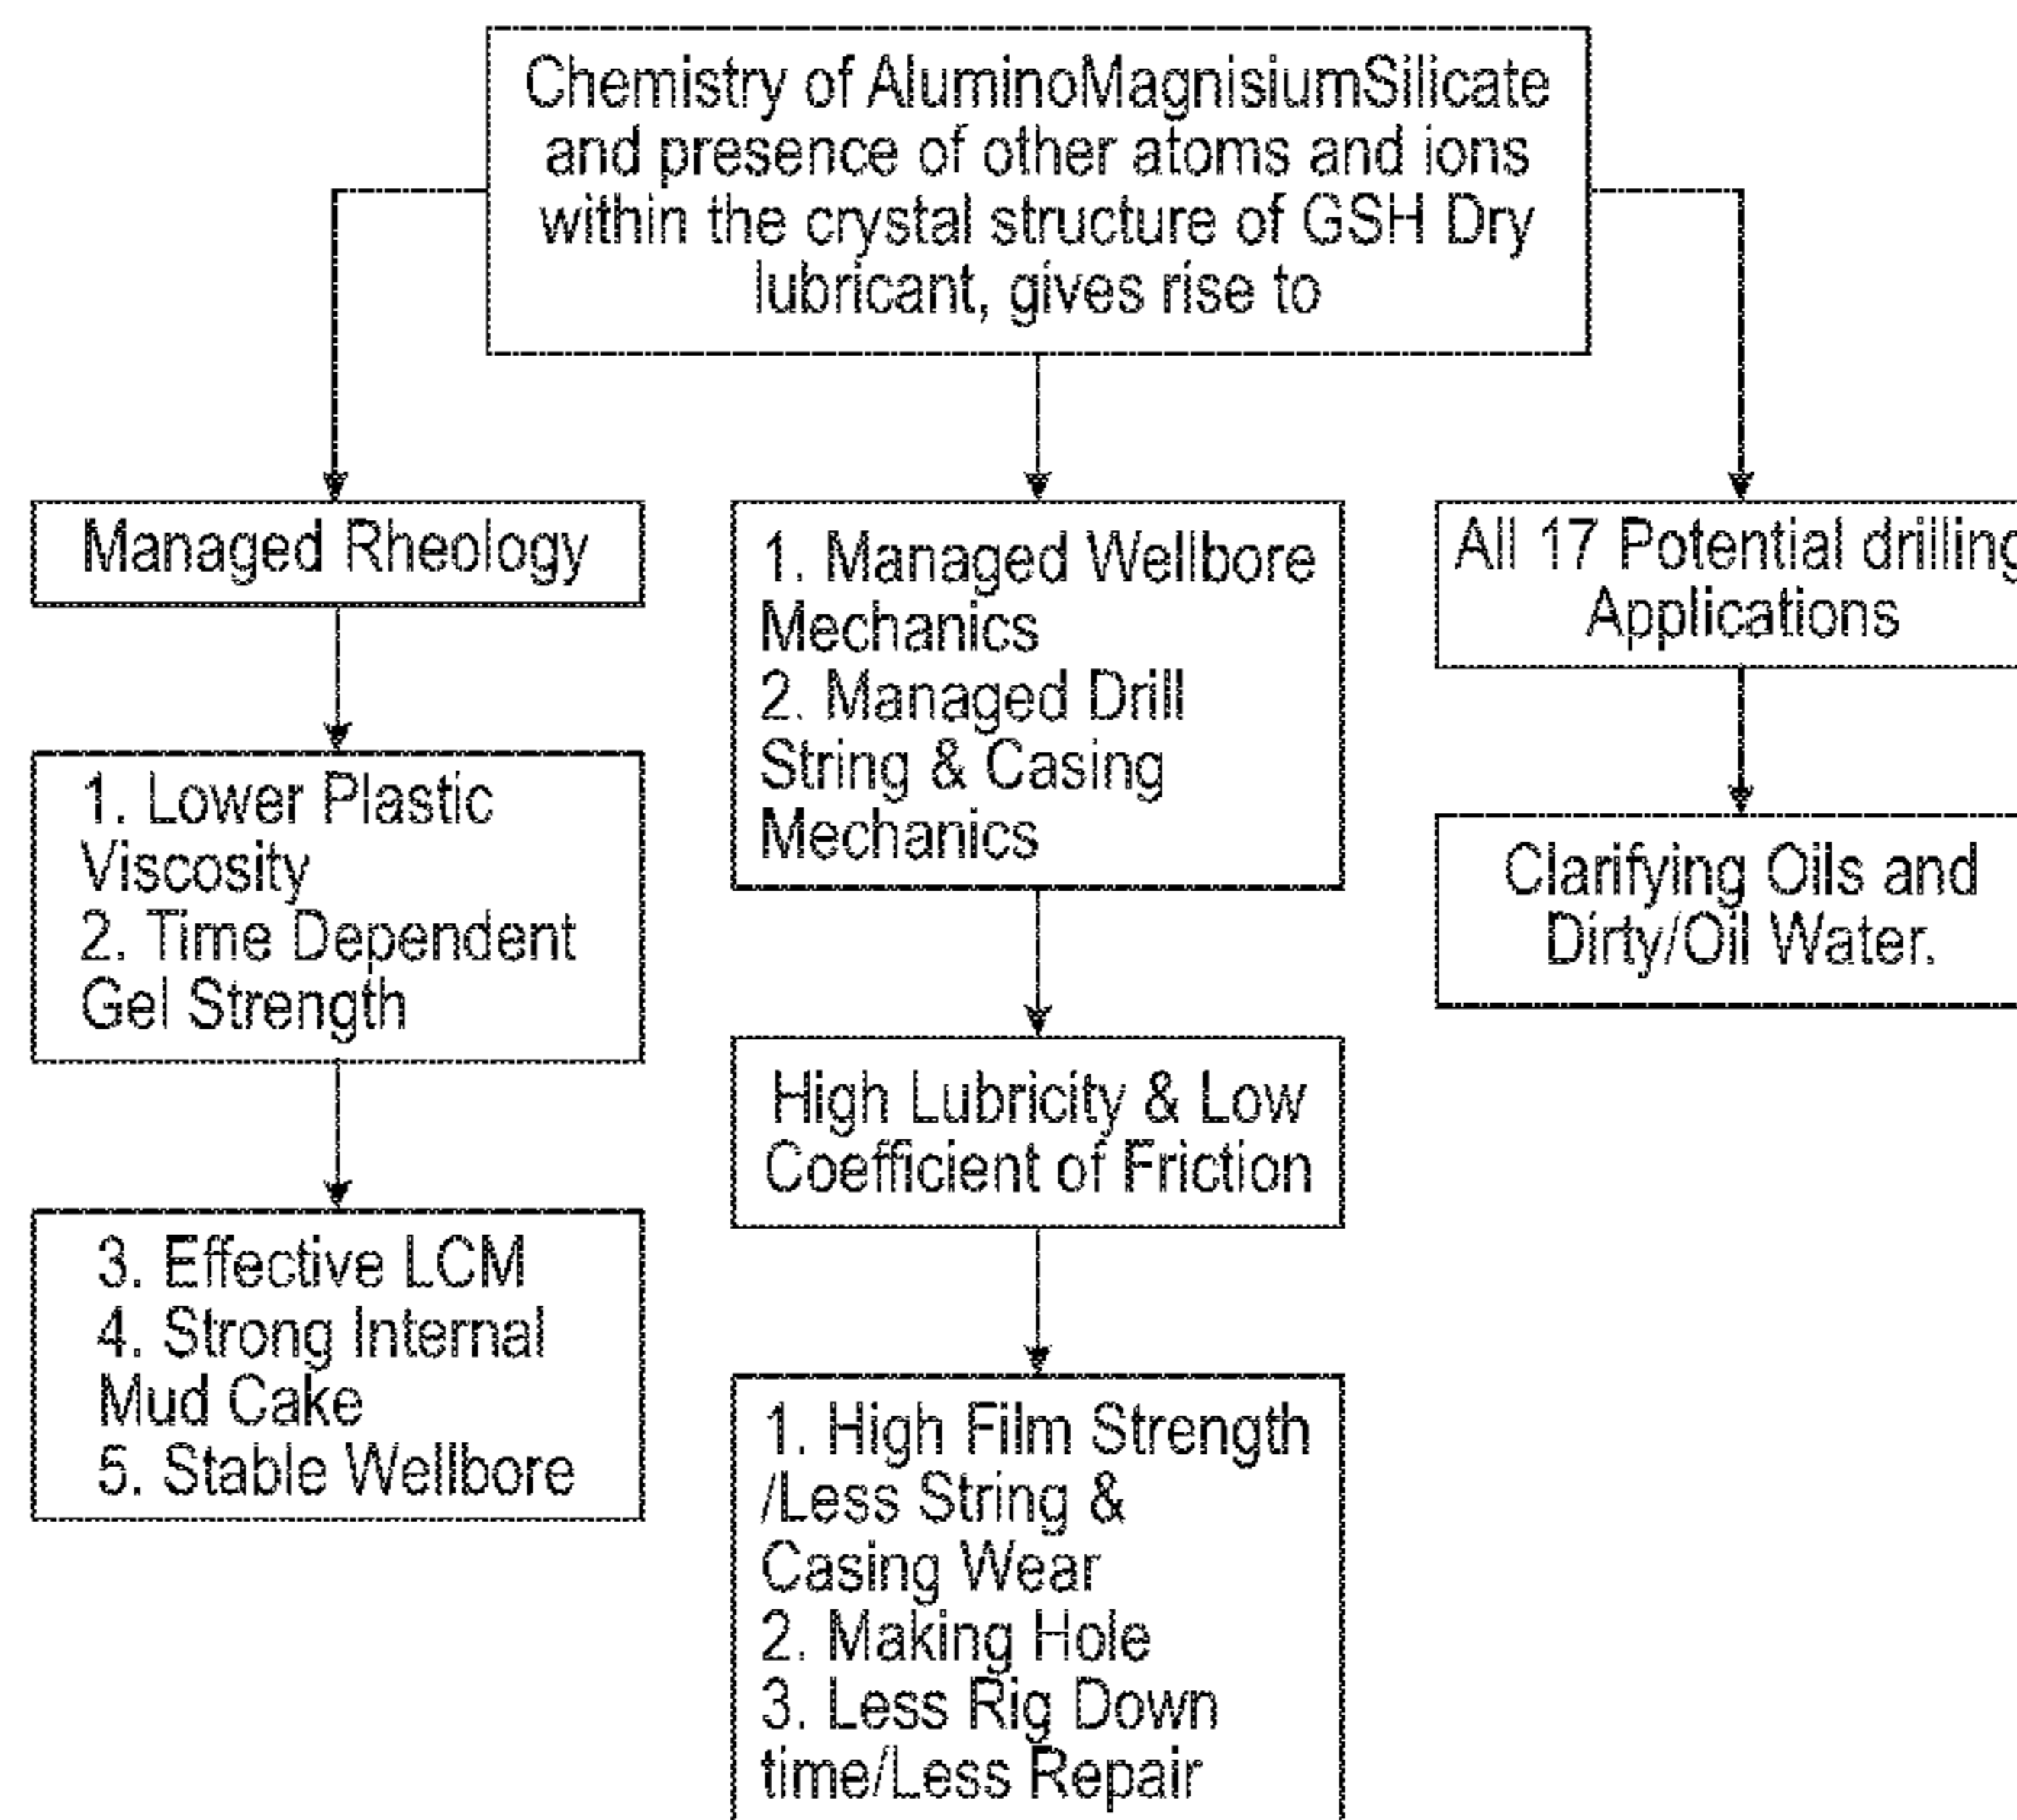 Chemistry of AluminoMagnisiumSilicate
and presence of other atoms and ions
within the crystal structure of GSH Dry
lubricant, gives rise to
Managed Rheology
1. Lower Plastic
Viscosity
2. Time Dependent
Gel Strength
3. Effective LCM
4. Strong Internal
Mud Cake
5. Stable Wellbore
1. Managed Wellbore
Mechanics
2. Managed Drill
String & Casing
Mechanics
High Lubricity & Low
Coefficient of Friction
1. High Film Strength
/Less String &
Casing Wear
2. Making Hole
3. Less Rig Down
time/Less Repair
All 17 Potential drilling
Applications
Clarifying Oils and
Dirty/Oil Water.